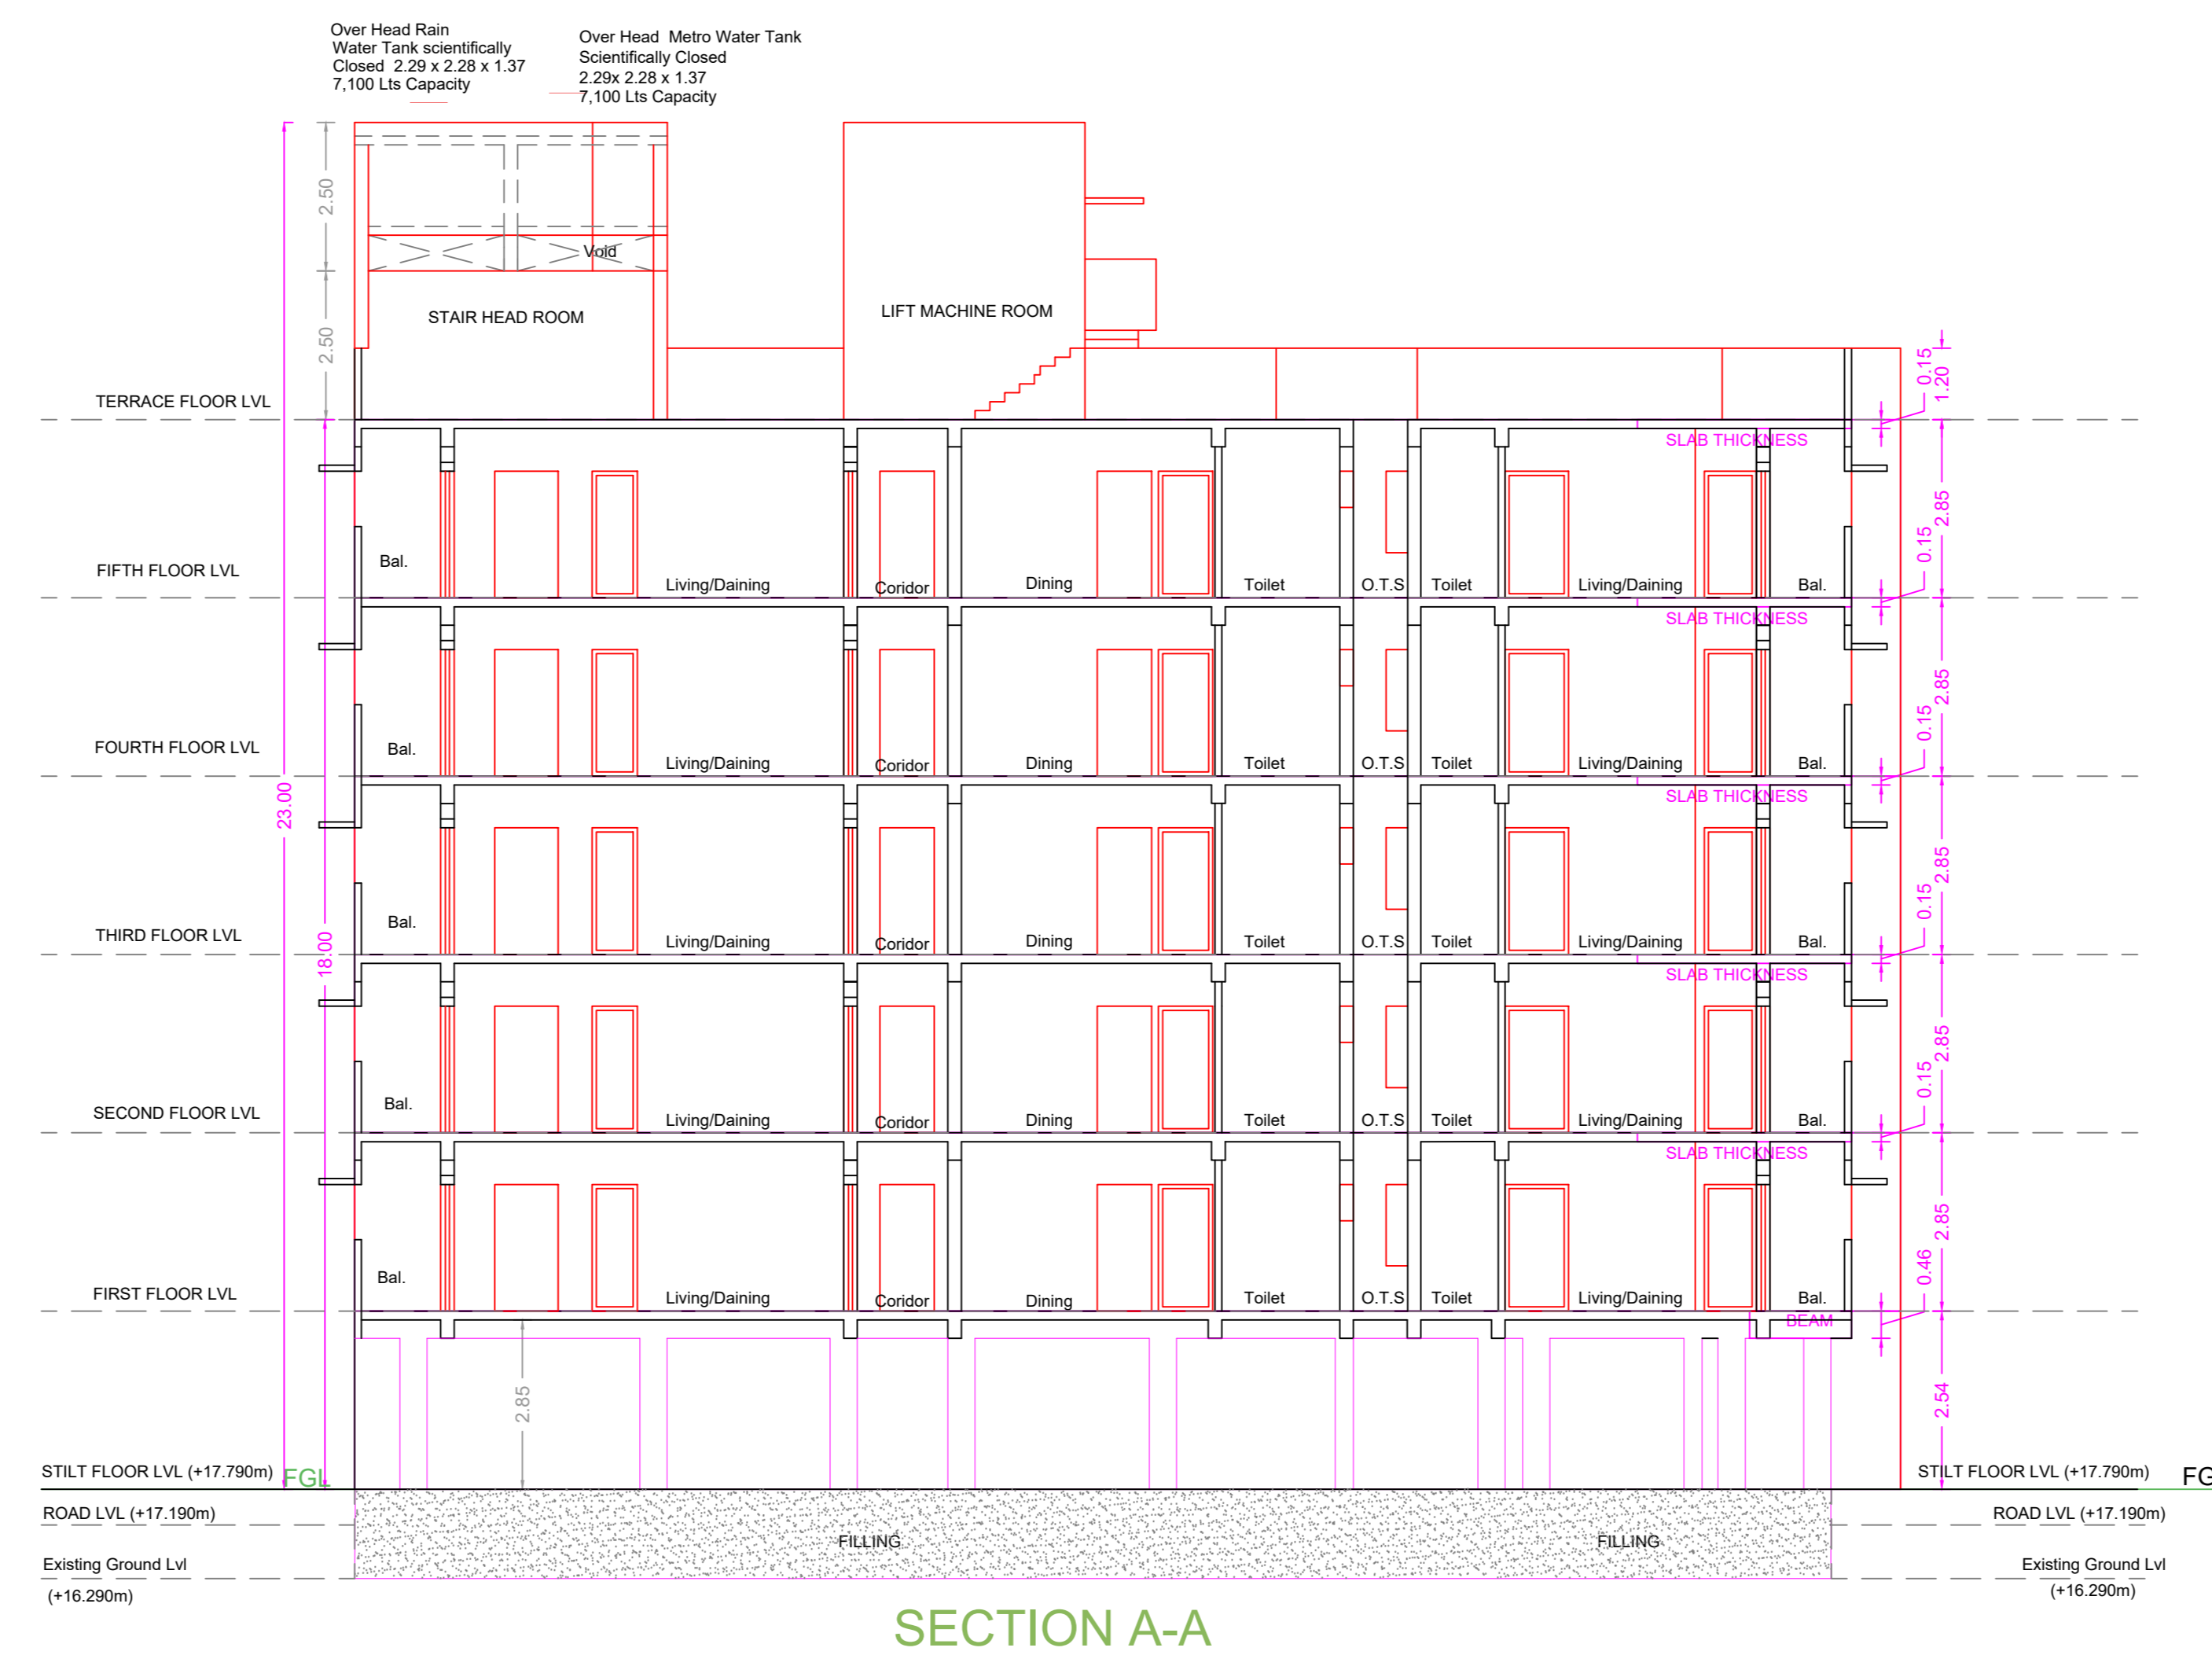 Over Head Rain
Water Tank scientifically
Closed 2.29 x 2.28 x 1.37
7,100 Lts Capacity
Over Head Metro Water Tank
Scientifically Closed
2.29x 2.28 x 1.37
7,100 Lts Capacity
2.50
Void
STAIR HEAD ROOM
LIFT MACHINE ROOM
2.50
0.15
1.20
TERRACE FLOOR LVL
SLAB THICKNESS
2.85
0.15
FIFTH FLOOR LVL
Bal.
Living/Daining
Coridor
Dining
Toilet
O.T.S
Toilet
Living/Daining
Bal.
SLAB THICKNESS
2.85
0.15
FOURTH FLOOR LVL
Bal.
Living/Daining
Coridor
Dining
Toilet
O.T.S
Toilet
Living/Daining
Bal.
SLAB THICKNESS
23.00
2.85
0.15
THIRD FLOOR LVL
18.00
Bal.
Living/Daining
Coridor
Dining
Toilet
O.T.S
Toilet
Living/Daining
Bal.
SLAB THICKNESS
2.85
0.15
SECOND FLOOR LVL
Bal.
Living/Daining
Coridor
Dining
Toilet
O.T.S
Toilet
Living/Daining
Bal.
SLAB THICKNESS
2.85
0.46
FIRST FLOOR LVL
Bal.
Living/Daining
Coridor
Dining
Toilet
O.T.S
Toilet
Living/Daining
Bal.
BEAM
2.85
2.54
STILT FLOOR LVL (+17.790m)
FGL
STILT FLOOR LVL (+17.790m)
FG
ROAD LVL (+17.190m)
ROAD LVL (+17.190m)
FILLING
FILLING
Existing Ground Lvl
(+16.290m)
Existing Ground Lvl
(+16.290m)
SECTION A-A